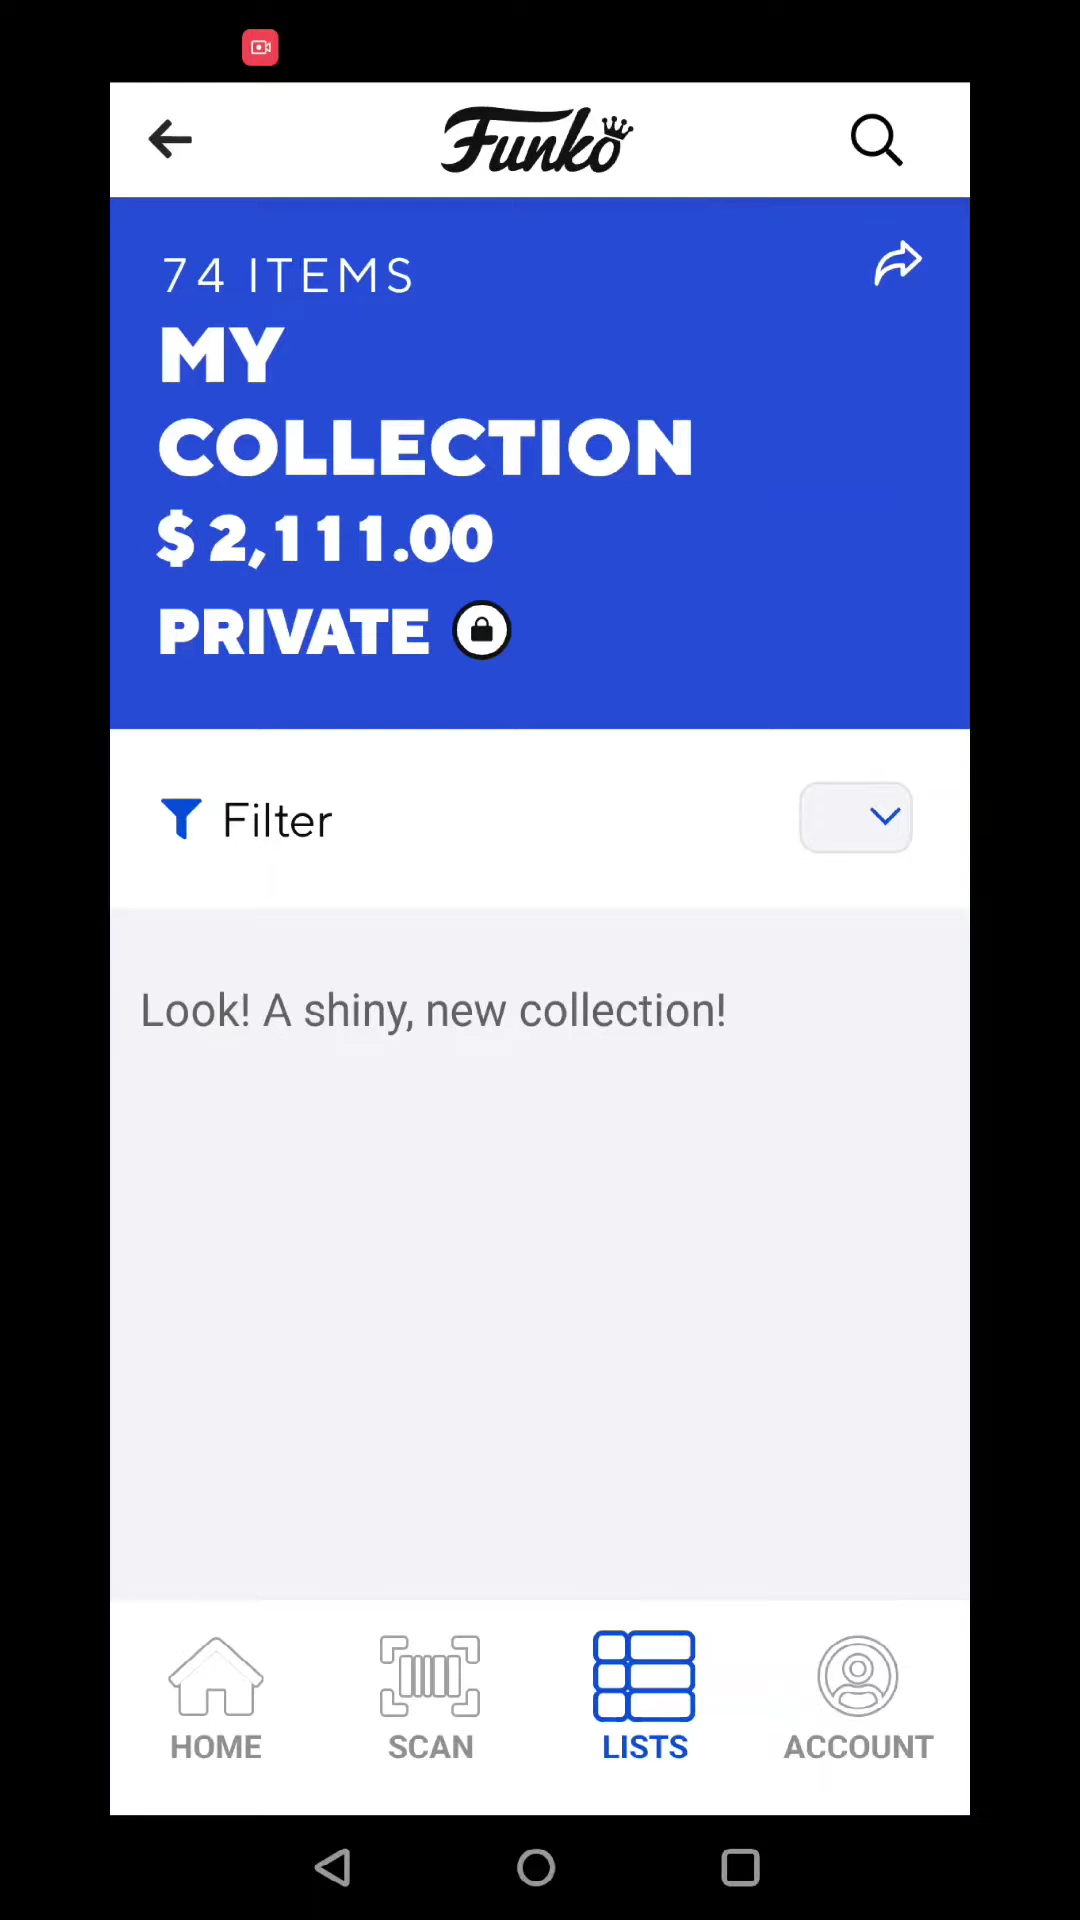 Funko
74 ITEMS
MY
COLLECTION
$ 2,111.00
PRIVATE
Filter
Look! A shiny, new collection!
HOME SCAN LISTS ACCOUNT